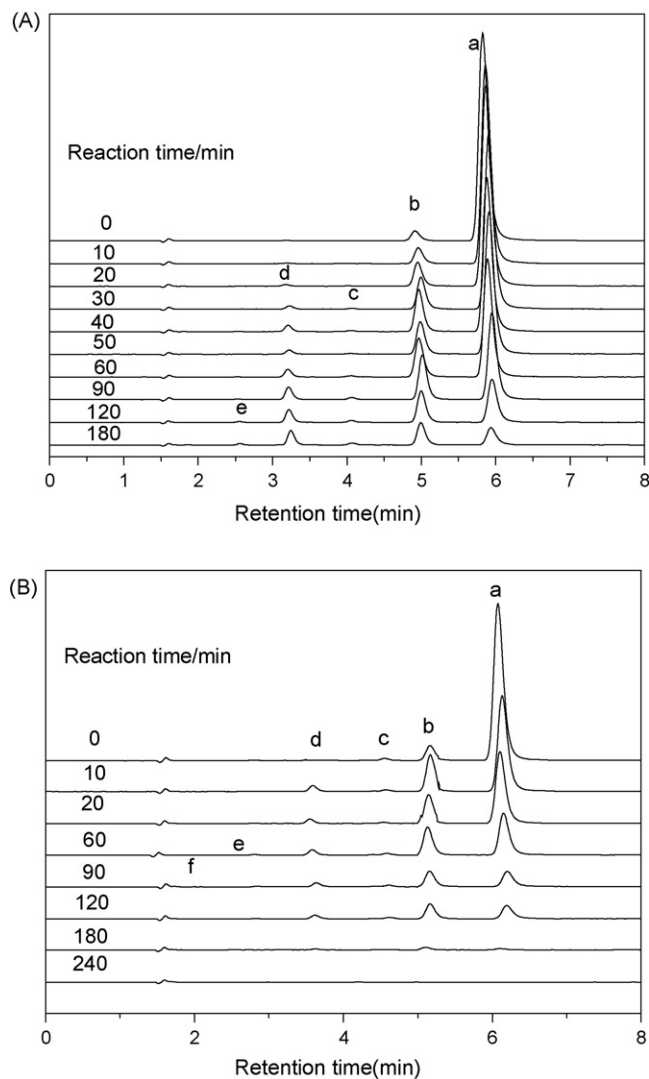 (A)
a
Reaction time/min
b
0
10
d
20
c
30
40
50
60
90
e
120
180
0 1 2 3 4 5 6 7 8
Retention time(min)
(B)
a
Reaction time/min
0 d c b
10
20
60 e
90 f
120
180
240
0 2 4 6 8
Retention time(min)